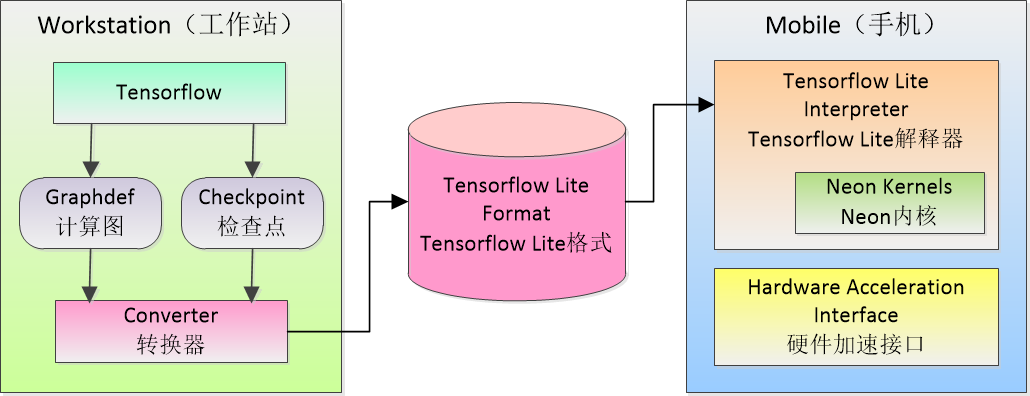 Workstation（工作站）
Tensorflow
Graphdef
计算图
Checkpoint
检查点
Converter
转换器
Tensorflow Lite
Format
Tensorflow Lite格式
Mobile（手机）
Tensorflow Lite
Interpreter
Tensorflow Lite解释器
Neon Kernels
Neon内核
Hardware Acceleration
Interface
硬件加速接口